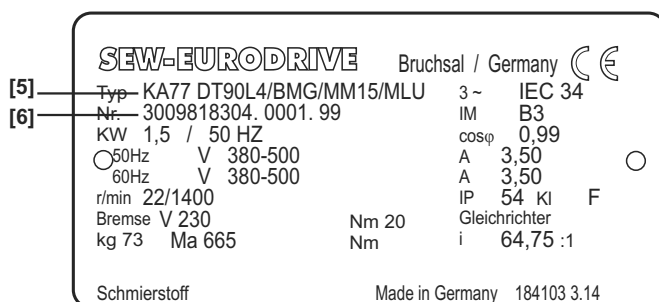 SEW-EURODRIVE Bruchsal / Germany CE
[5] Typ KA77 DT90L4/BMG/MM15/MLU 3 ~ IEC 34
[6] Nr. 3009818304. 0001. 99 IM B3
KW 1,5 / 50 HZ cosφ 0,99
50Hz V 380-500 A 3,50
60Hz V 380-500 A 3,50
r/min 22/1400 IP 54 Kl F
Bremse V 230 Nm 20 Gleichrichter
kg 73 Ma 665 Nm i 64,75 :1
Schmierstoff Made in Germany 184103 3.14